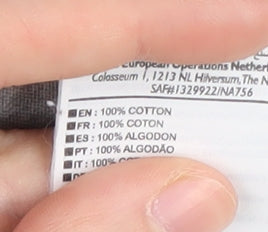 European Operations Nether
Colosseum 1, 1213 NL Hilversum, The N
SAF#1329922/NA756
EN : 100% COTTON
FR : 100% COTON
ES : 100% ALGODON
PT : 100% ALGODÃO
IT : 100%